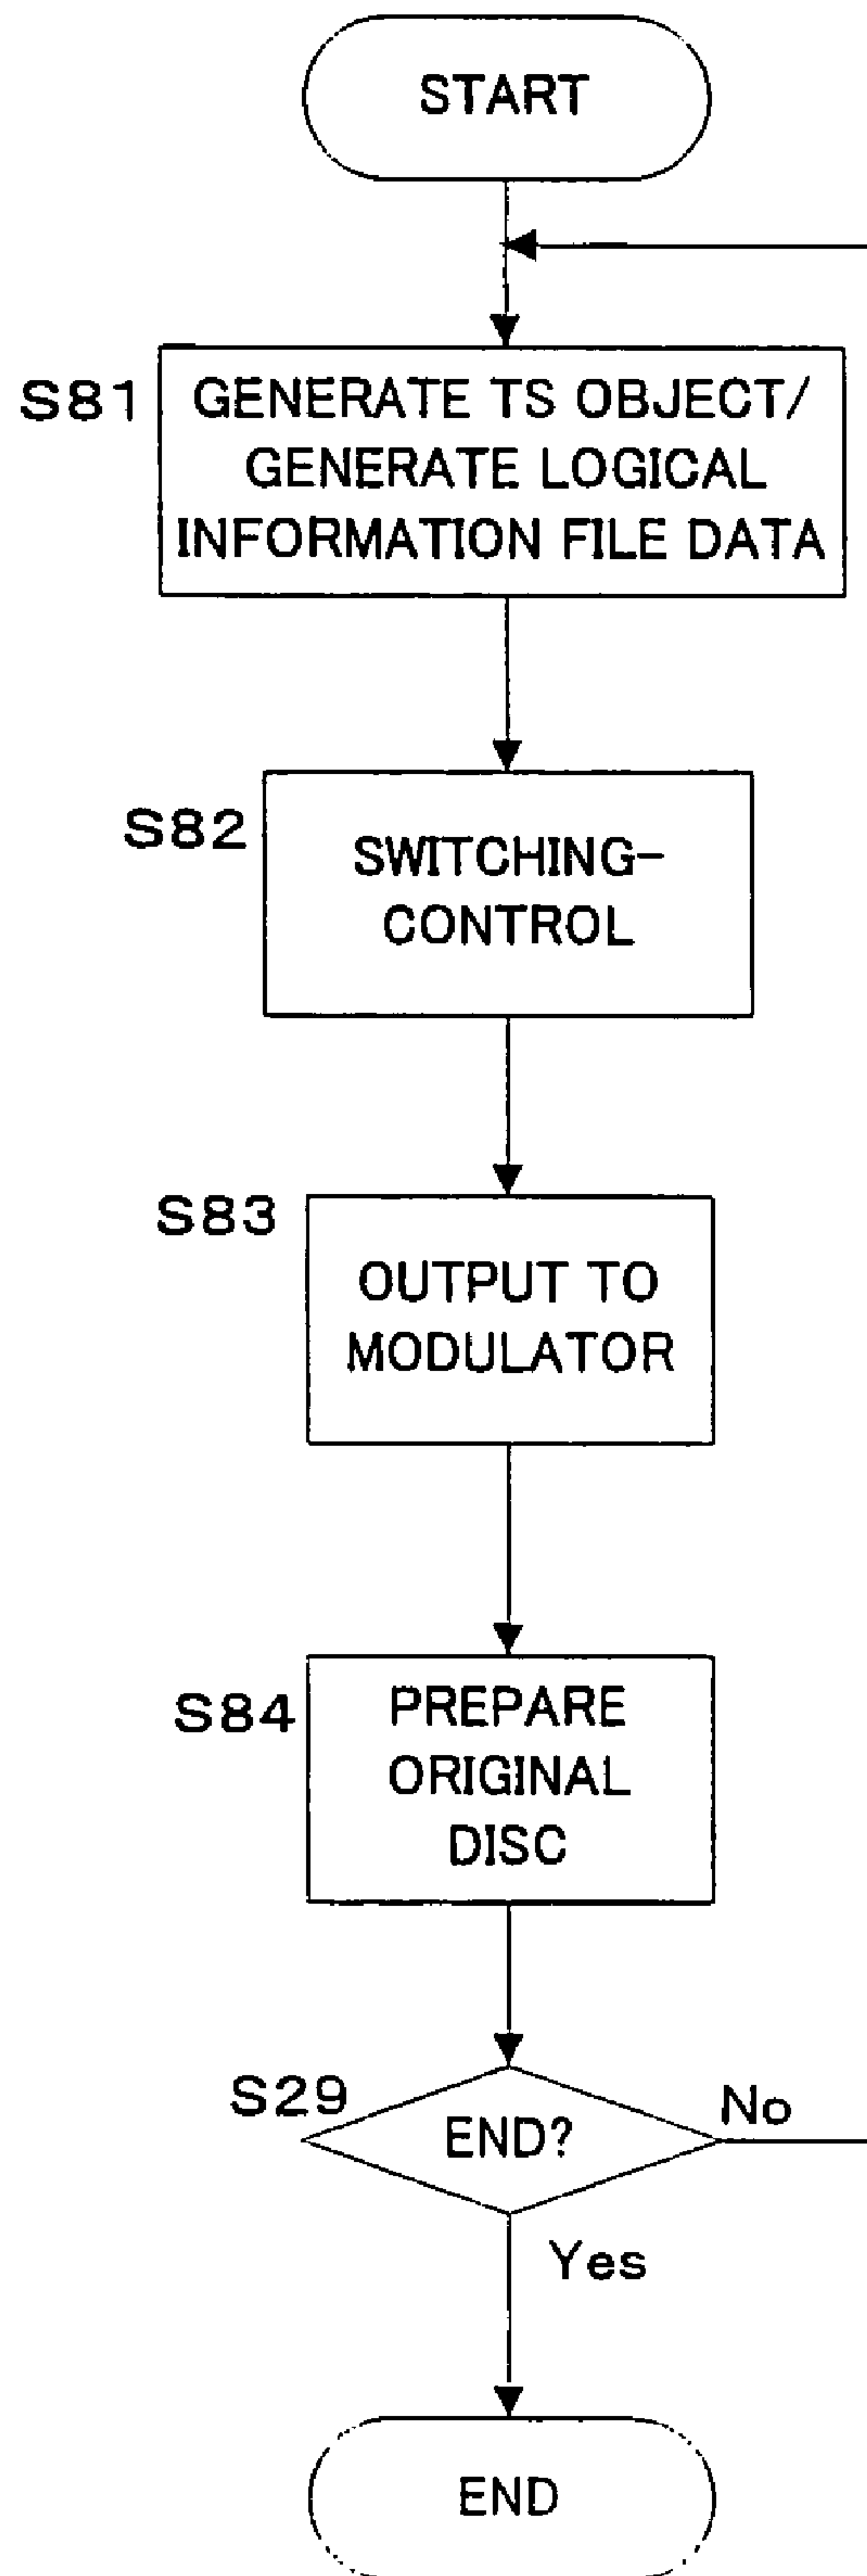 START
S81
GENERATE TS OBJECT/
GENERATE LOGICAL
INFORMATION FILE DATA
S82
SWITCHING-
CONTROL
S83
OUTPUT TO
MODULATOR
S84
PREPARE
ORIGINAL
DISC
S29
END?
No
Yes
END